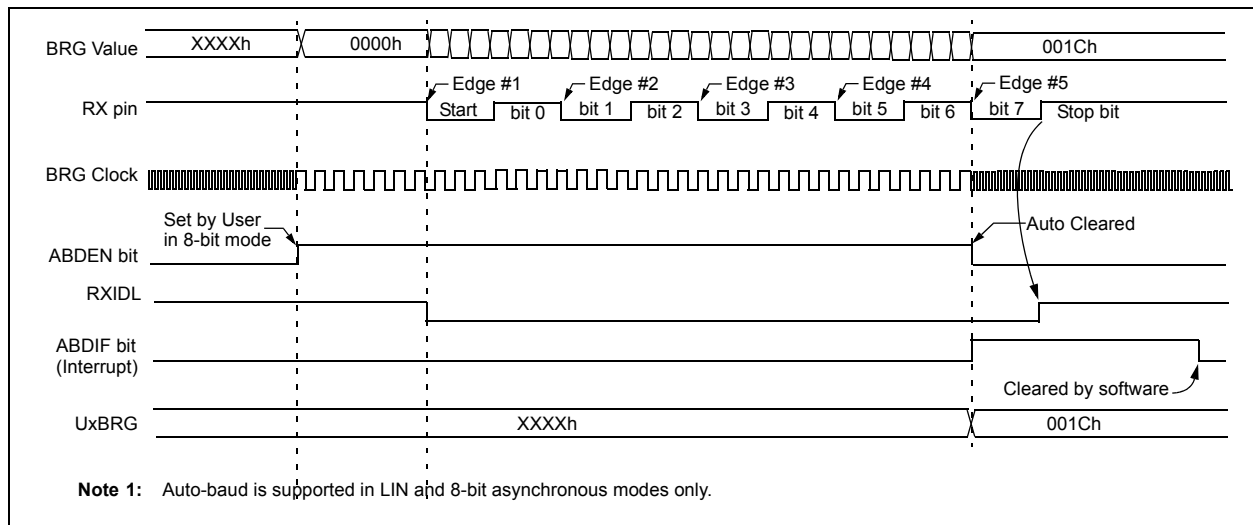 BRG Value XXXXh 0000h 001Ch
Edge #1 Edge #2 Edge #3 Edge #4 Edge #5
RX pin Start bit 0 bit 1 bit 2 bit 3 bit 4 bit 5 bit 6 bit 7 Stop bit
BRG Clock
Set by User
in 8-bit mode
Auto Cleared
ABDEN bit
RXIDL
ABDIF bit
(Interrupt)
Cleared by software
UxBRG XXXXh 001Ch
Note 1: Auto-baud is supported in LIN and 8-bit asynchronous modes only.